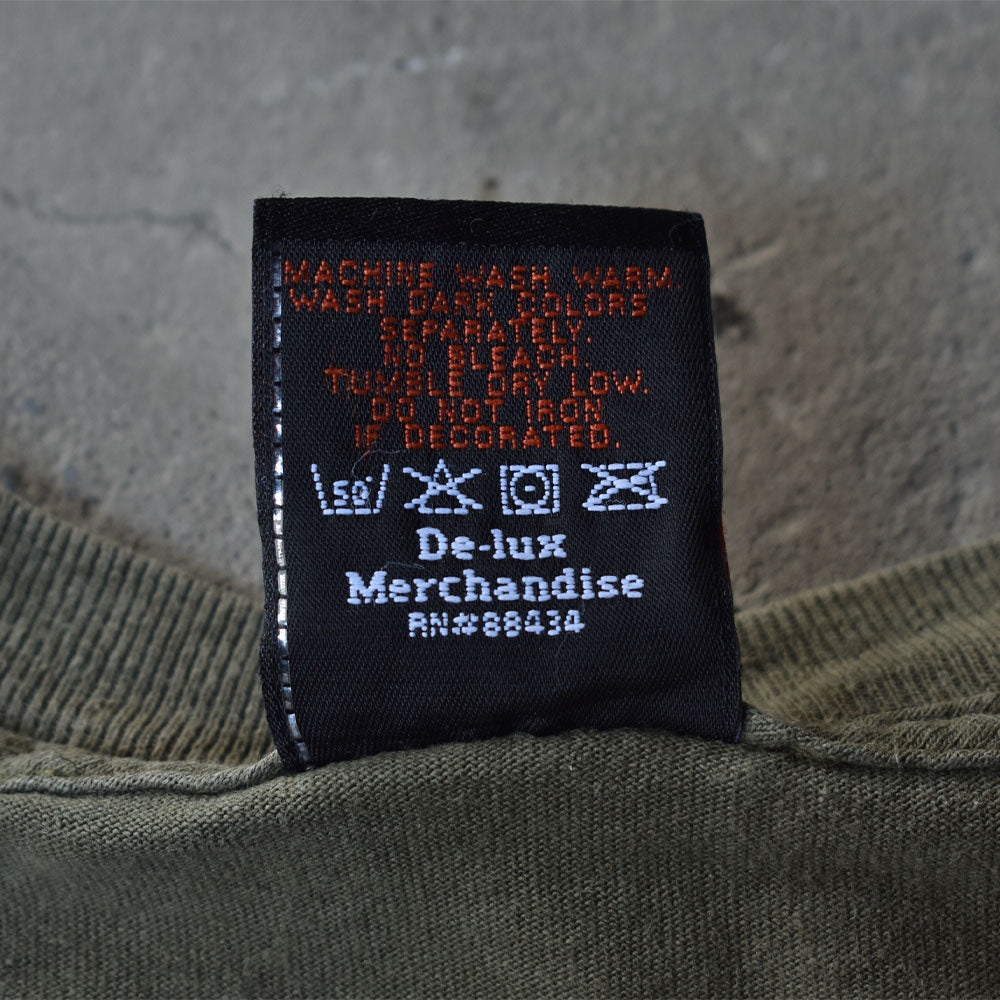 MACHINE WASH WARM.
WASH DARK COLORS
SEPARATELY.
NO BLEACH.
TUMBLE DRY LOW.
DO NOT IRON
IF DECORATED.
50°
De-lux
Merchandise
RN#88434